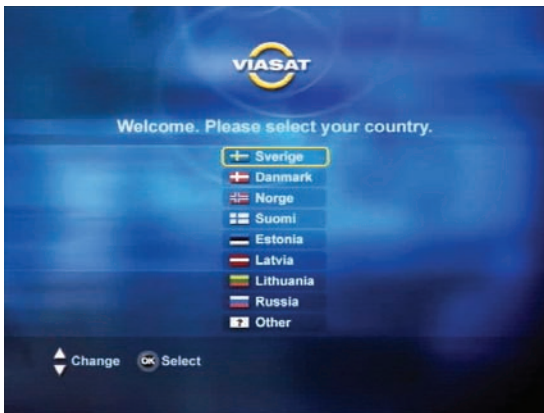 VIASAT
Welcome. Please select your country.
Sverige
Danmark
Norge
Suomi
Estonia
Latvia
Lithuania
Russia
? Other
Change OK Select